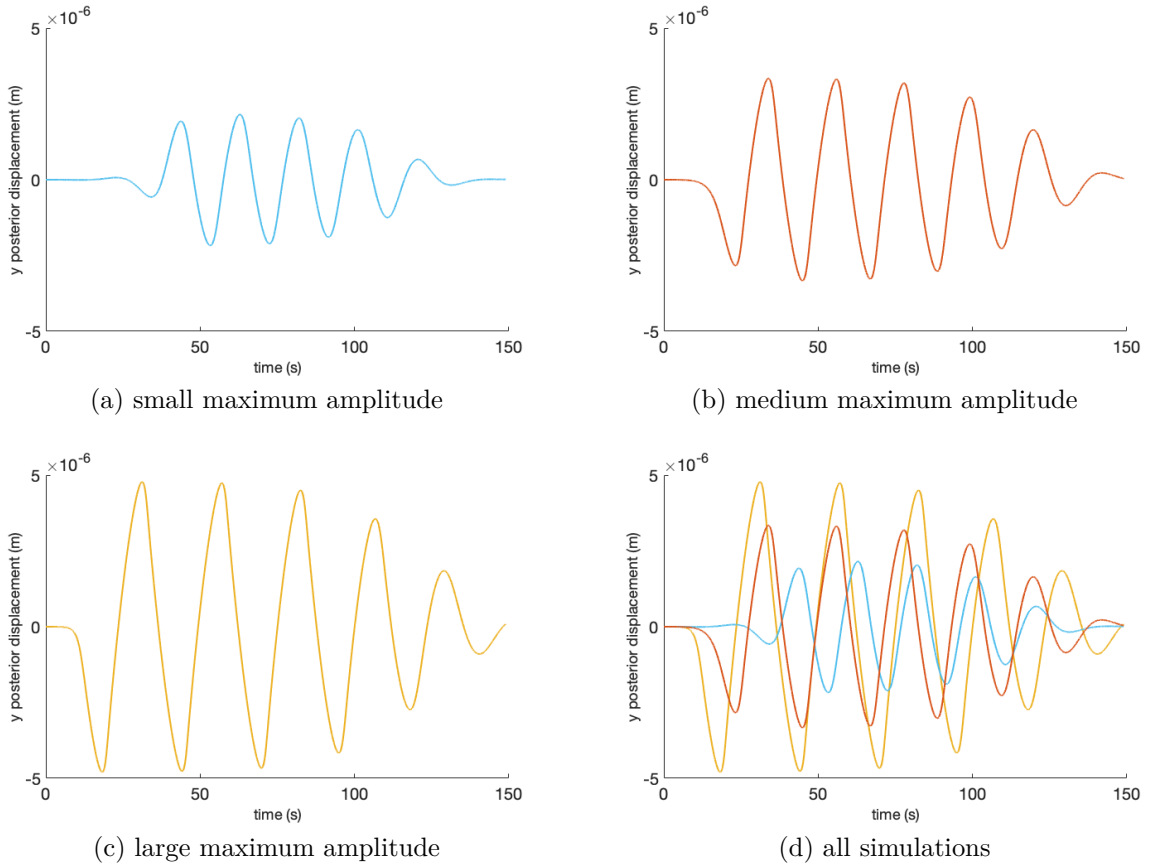 ×10⁻⁶
5
0
-5
y posterior displacement (m)
0 50 100 150
time (s)
(a) small maximum amplitude
×10⁻⁶
5
0
-5
y posterior displacement (m)
0 50 100 150
time (s)
(b) medium maximum amplitude
×10⁻⁶
5
0
-5
y posterior displacement (m)
0 50 100 150
time (s)
(c) large maximum amplitude
×10⁻⁶
5
0
-5
y posterior displacement (m)
0 50 100 150
time (s)
(d) all simulations